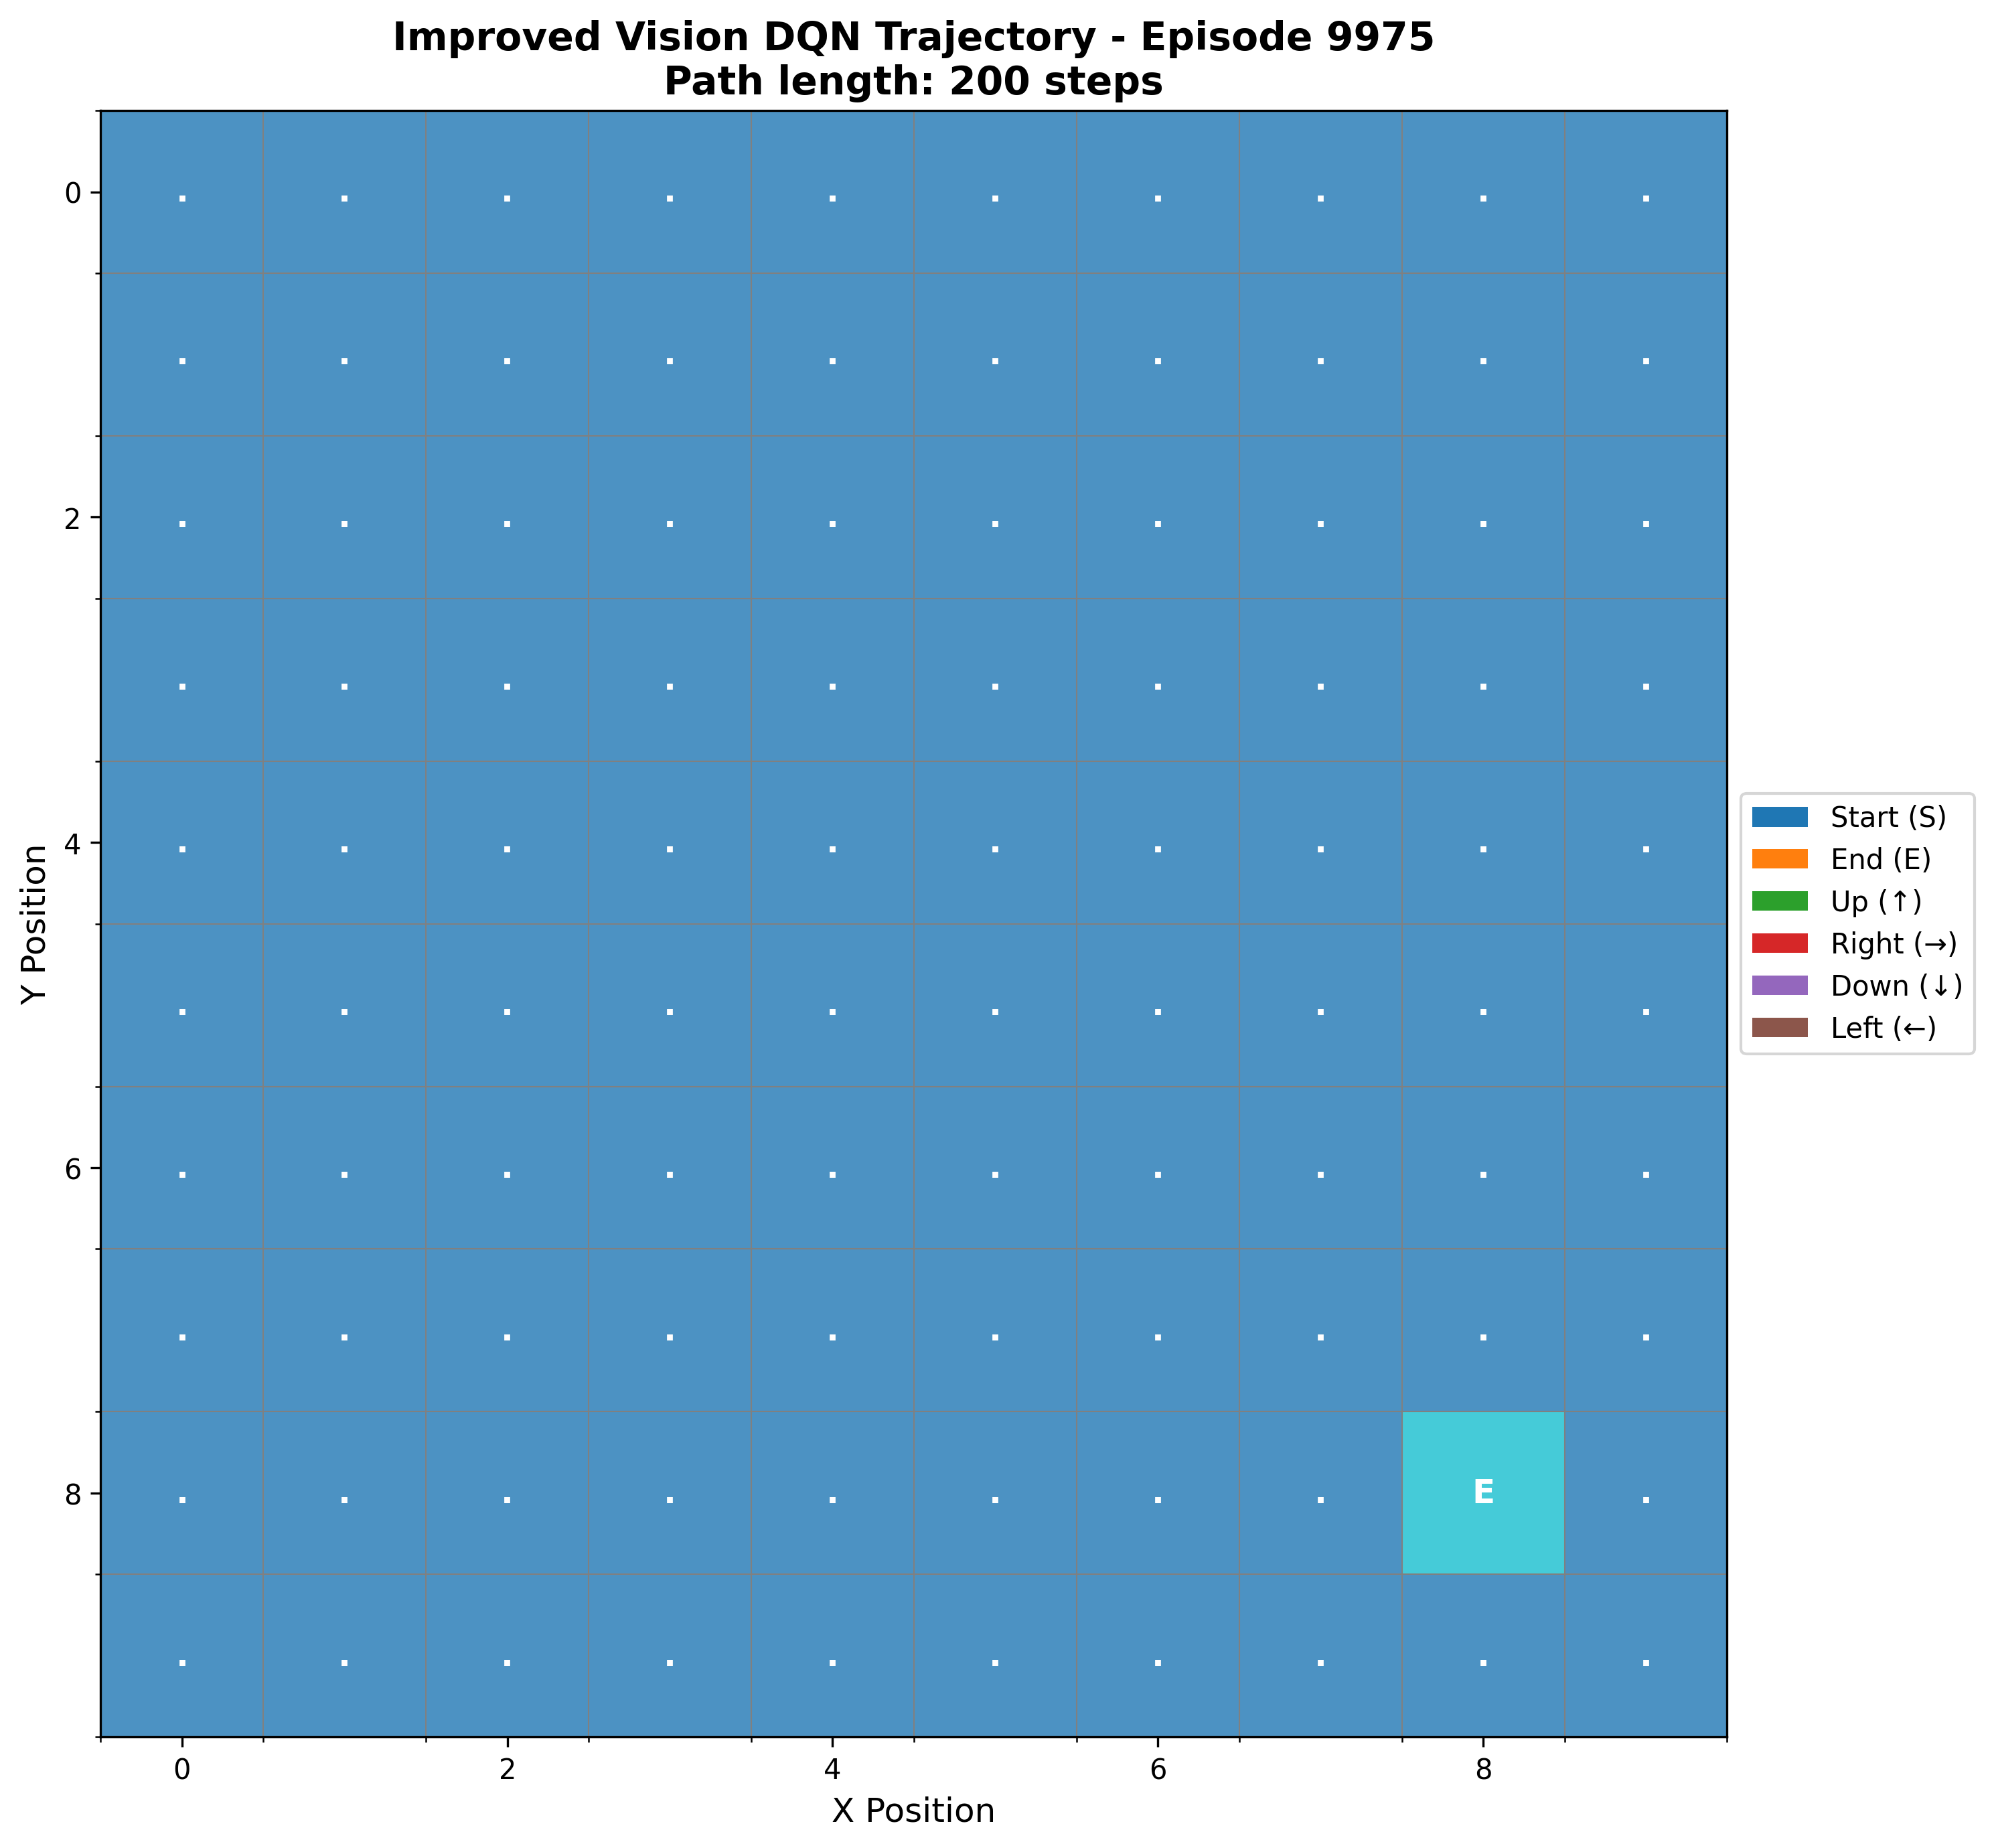 Improved Vision DQN Trajectory - Episode 9975
Path length: 200 steps
0
2
4
6
8
Y Position
E
0 2 4 6 8
X Position
Start (S)
End (E)
Up (↑)
Right (→)
Down (↓)
Left (←)